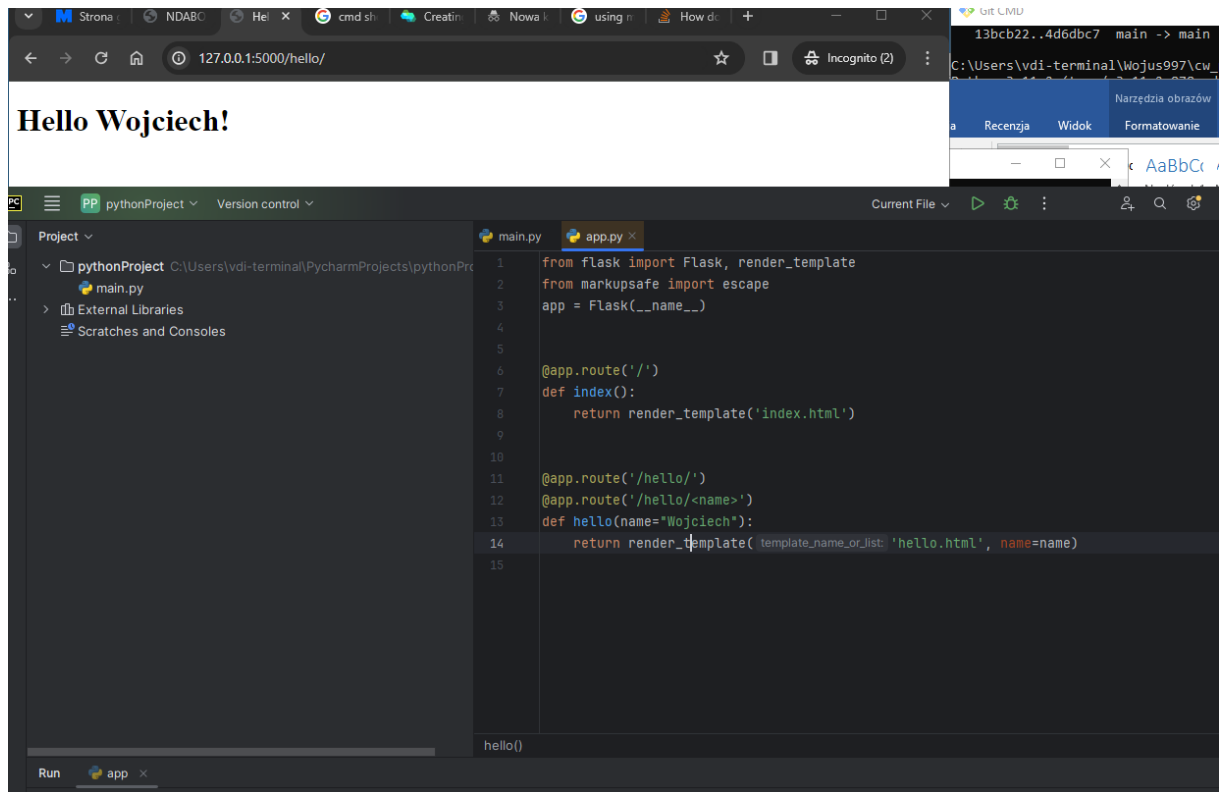 Strona
NDABO
Hel
cmd sh
Creatin
Nowa k
using
How do
127.0.0.1:5000/hello/
Incognito (2)
Hello Wojciech!
Git CMD
13bcb22..4d6dbc7 main -> main
C:\Users\vdi-terminal\Wojus997\cw_
Narzędzia obrazów
a Recenzja Widok Formatowanie
AaBbCc
PC
PP pythonProject Version control Current File
Project
pythonProject C:\Users\vdi-terminal\PycharmProjects\pythonPro
main.py
External Libraries
Scratches and Consoles
main.py app.py
1 from flask import Flask, render_template
2 from markupsafe import escape
3 app = Flask(__name__)
4
5
6 @app.route('/')
7 def index():
8 return render_template('index.html')
9
10
11 @app.route('/hello/')
12 @app.route('/hello/<name>')
13 def hello(name="Wojciech"):
14 return render_template( template_name_or_list: 'hello.html', name=name)
15
hello()
Run app